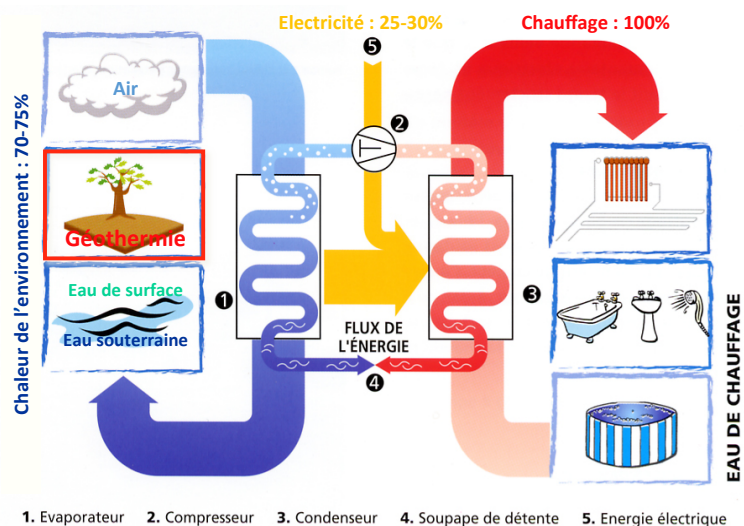 Electricité : 25-30%
Chauffage : 100%
5
Air
2
Chaleur de l'environnement : 70-75%
Géothermie
Eau de surface
Eau souterraine
1
3
FLUX DE
L'ÉNERGIE
4
EAU DE CHAUFFAGE
1. Evaporateur 2. Compresseur 3. Condenseur 4. Soupape de détente 5. Energie électrique